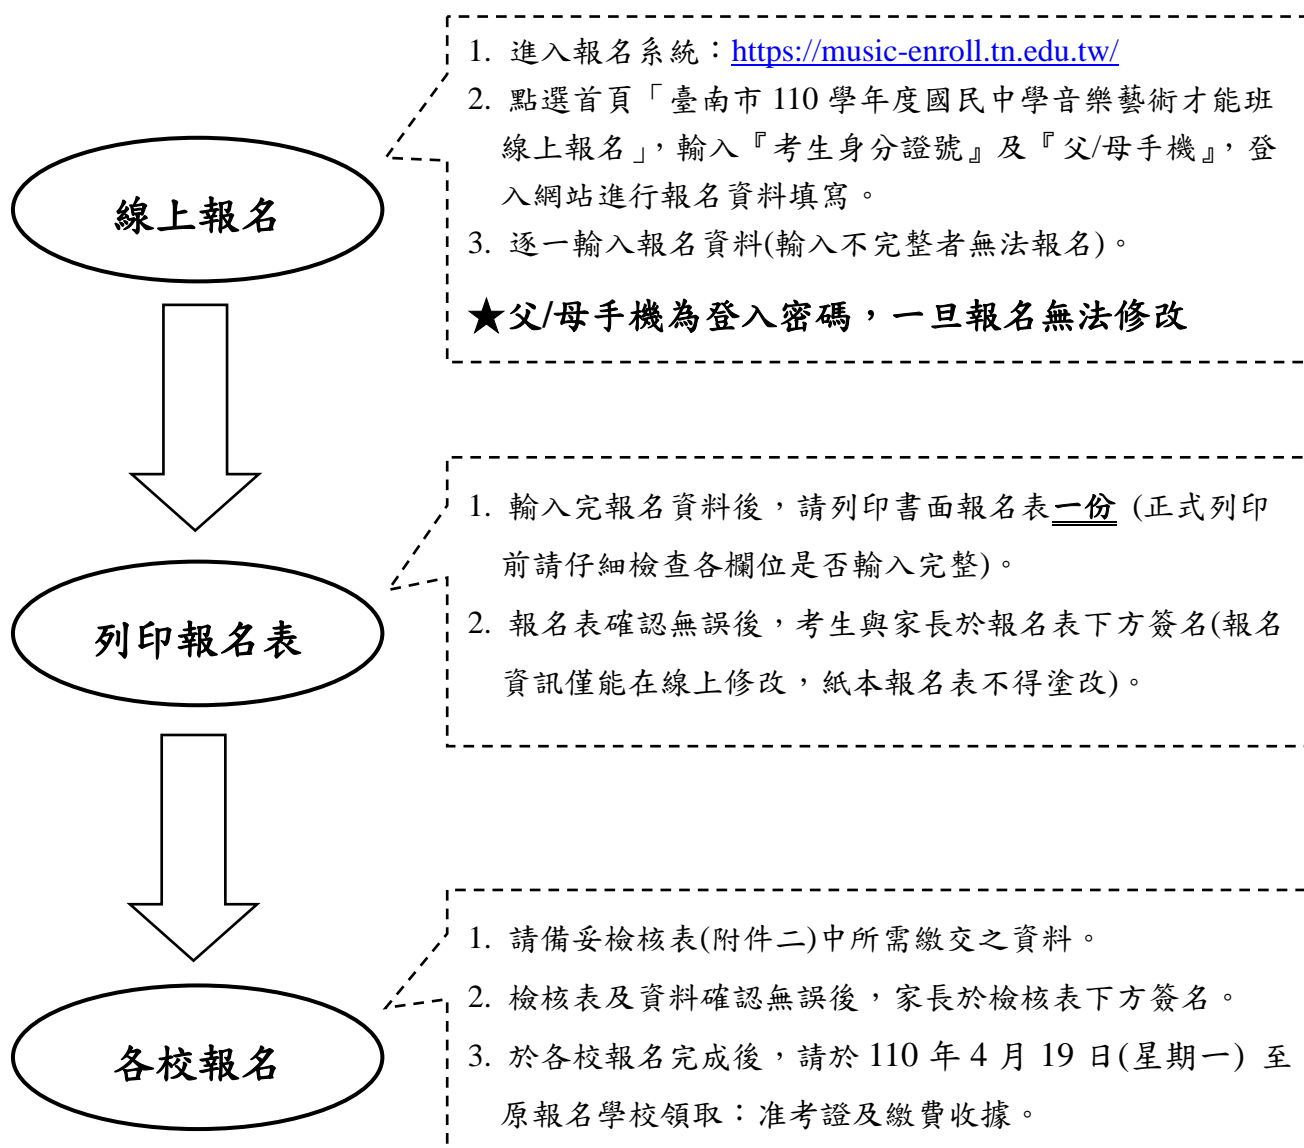 線上報名
1. 進入報名系統：https://music-enroll.tn.edu.tw/
2. 點選首頁「臺南市 110 學年度國民中學音樂藝術才能班
線上報名」，輸入『考生身分證號』及『父/母手機』，登
入網站進行報名資料填寫。
3. 逐一輸入報名資料(輸入不完整者無法報名)。
★父/母手機為登入密碼，一旦報名無法修改
列印報名表
1. 輸入完報名資料後，請列印書面報名表一份 (正式列印
前請仔細檢查各欄位是否輸入完整)。
2. 報名表確認無誤後，考生與家長於報名表下方簽名(報名
資訊僅能在線上修改，紙本報名表不得塗改)。
各校報名
1. 請備妥檢核表(附件二)中所需繳交之資料。
2. 檢核表及資料確認無誤後，家長於檢核表下方簽名。
3. 於各校報名完成後，請於 110 年 4 月 19 日(星期一) 至
原報名學校領取：准考證及繳費收據。